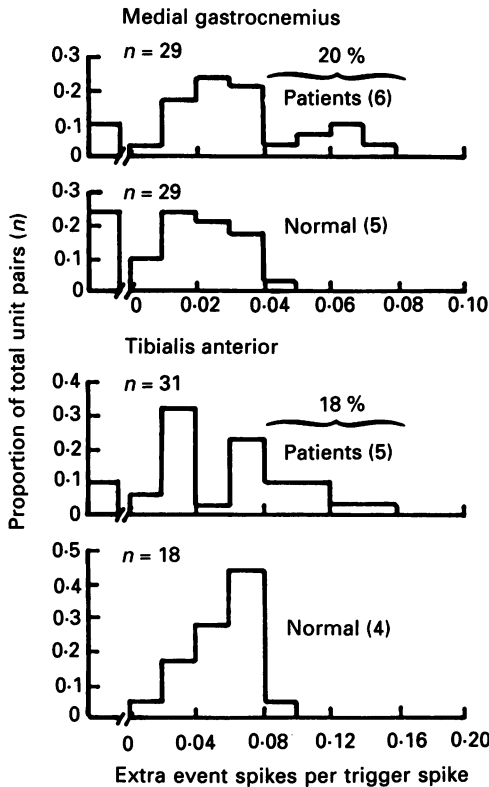 Medial gastrocnemius
0·3
n = 29
20 %
0·2
Patients (6)
0·1
0
0·3
n = 29
0·2
Normal (5)
0·1
0
0 0·02 0·04 0·06 0·08 0·10
Proportion of total unit pairs (n)
Tibialis anterior
0·4
n = 31
0·3
18 %
0·2
Patients (5)
0·1
0
0·5
n = 18
0·4
0·3
Normal (4)
0·2
0·1
0
0 0·04 0·08 0·12 0·16 0·20
Extra event spikes per trigger spike